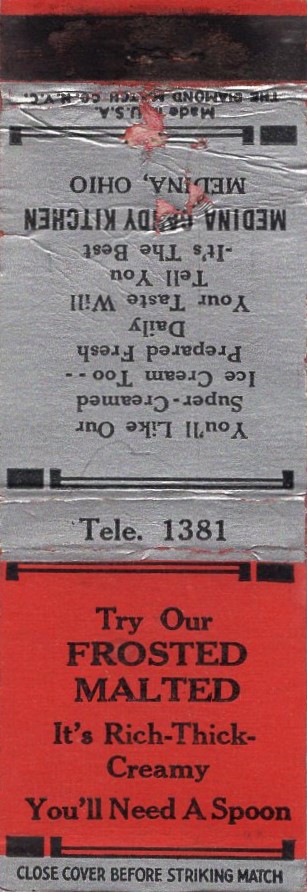 You'll Like Our
Super-Creamed
Ice Cream Too --
Prepared Fresh
Daily
Your Taste Will
Tell You
-It's The Best
MEDINA CANDY KITCHEN
MEDINA, OHIO
Made in U.S.A.
THE DIAMOND MATCH CO. N.Y.C.
Tele. 1381
Try Our
FROSTED
MALTED
It's Rich-Thick-
Creamy
You'll Need A Spoon
CLOSE COVER BEFORE STRIKING MATCH